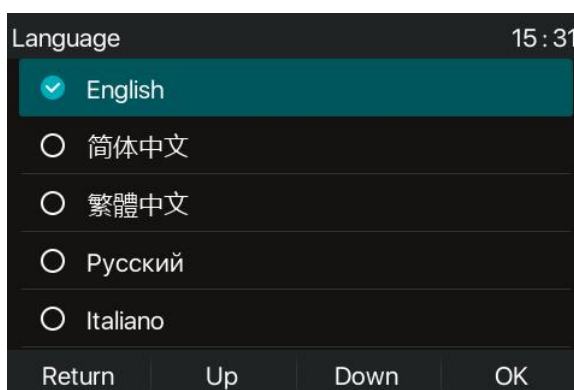 Language 15:31
English
简体中文
繁體中文
Русский
Italiano
Return Up Down OK